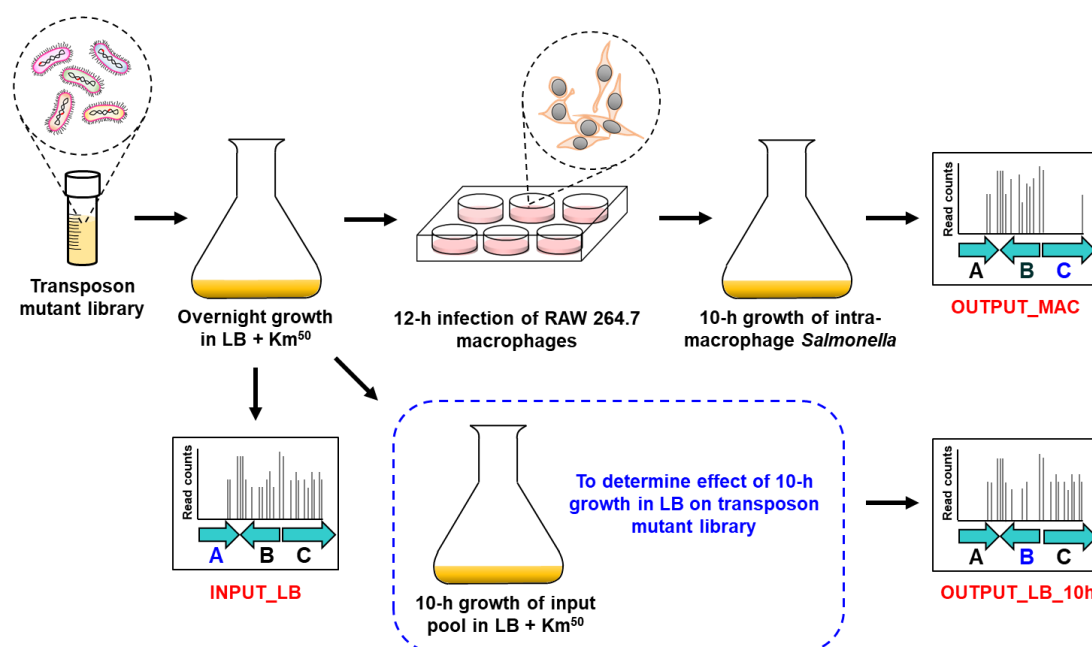 Transposon
mutant library
Overnight growth
in LB + Km⁵⁰
12-h infection of RAW 264.7
macrophages
10-h growth of intra-
macrophage Salmonella
Read counts
A B C
OUTPUT_MAC
Read counts
A B C
INPUT_LB
10-h growth of input
pool in LB + Km⁵⁰
To determine effect of 10-h
growth in LB on transposon
mutant library
Read counts
A B C
OUTPUT_LB_10h